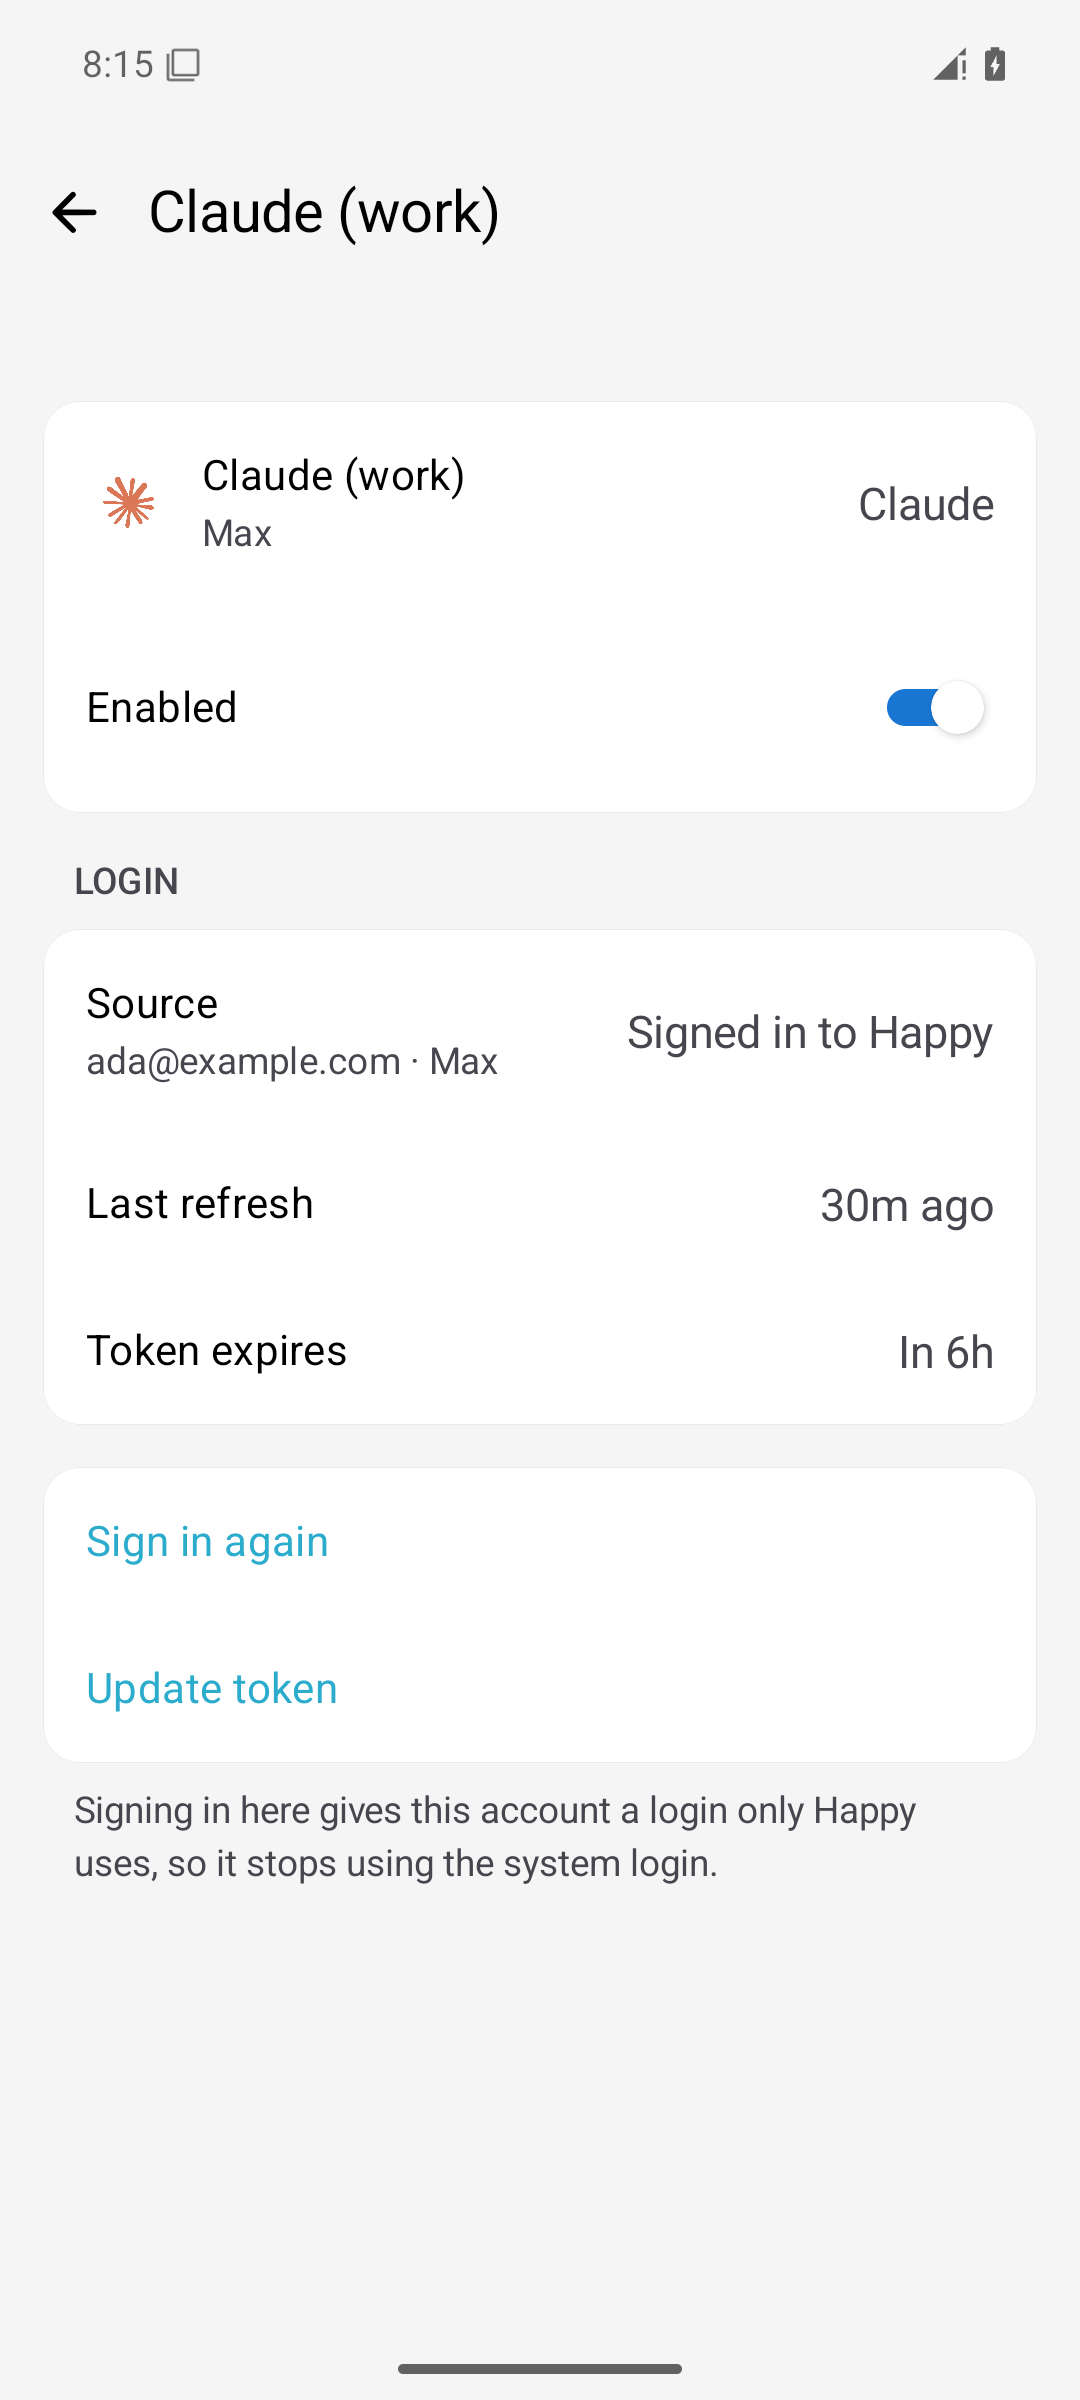 8:15
Claude (work)
Claude (work)
Max
Claude
Enabled
LOGIN
Source
ada@example.com · Max
Signed in to Happy
Last refresh
30m ago
Token expires
In 6h
Sign in again
Update token
Signing in here gives this account a login only Happy
uses, so it stops using the system login.